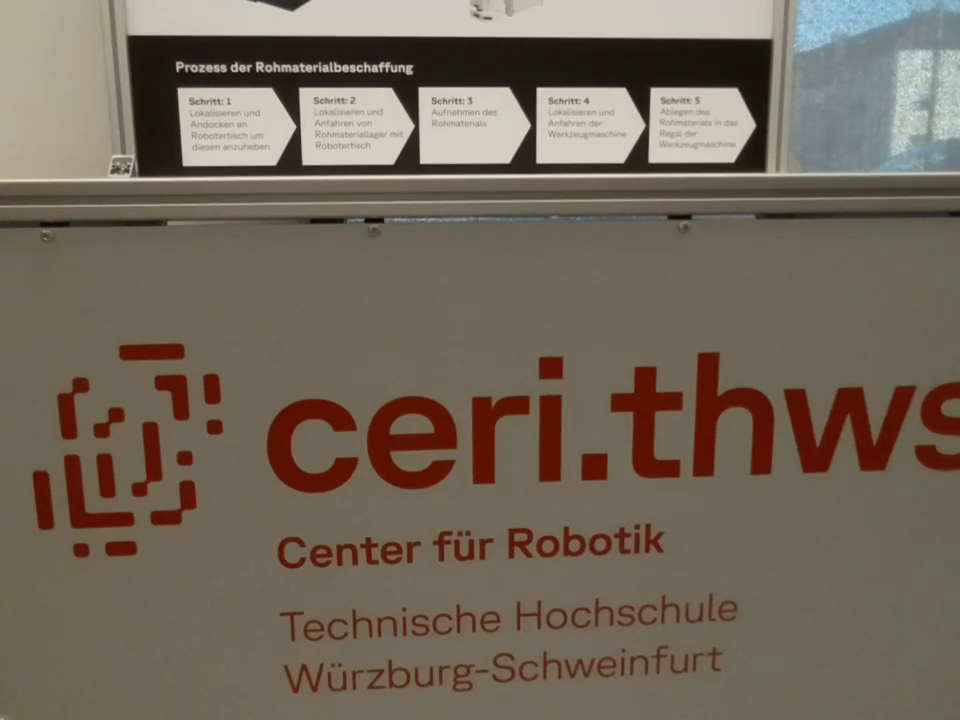 Prozess der Rohmaterialbeschaffung
Schritt: 1
Lokalisieren und
Andocken an
Robotertisch um
diesen anzuheben
Schritt: 2
Lokalisieren und
Anfahren von
Rohmateriallager mit
Robotertisch
Schritt: 3
Aufnehmen des
Rohmaterials
Schritt: 4
Lokalisieren und
Anfahren der
Werkzeugmaschine
Schritt: 5
Ablegen des
Rohmaterials in das
Regal der
Werkzeugmaschine
ceri.thws
Center für Robotik
Technische Hochschule
Würzburg-Schweinfurt